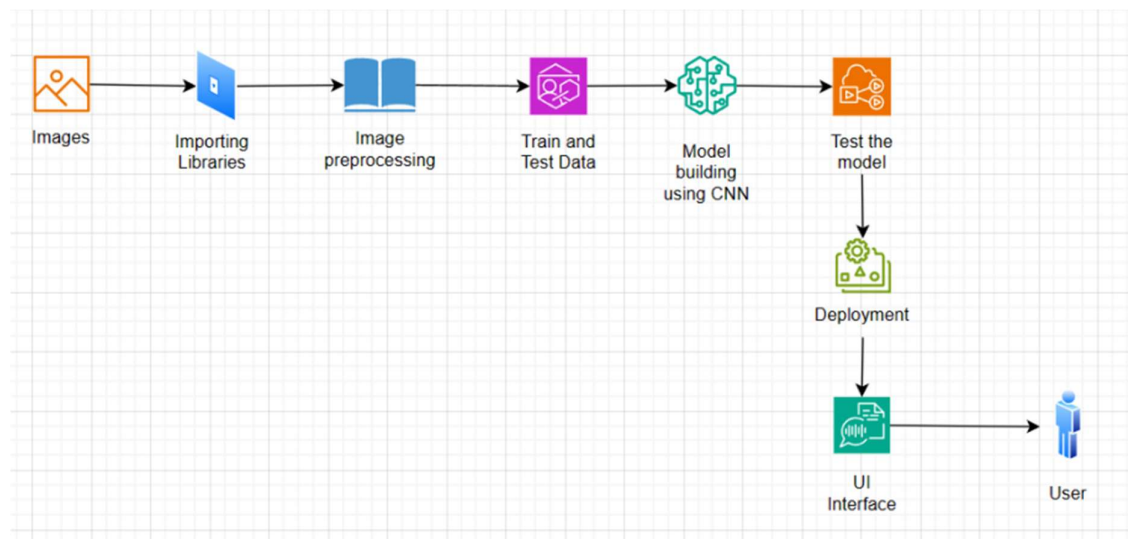 Images
Importing
Libraries
Image
preprocessing
Train and
Test Data
Model
building
using CNN
Test the
model
Deployment
UI
Interface
User